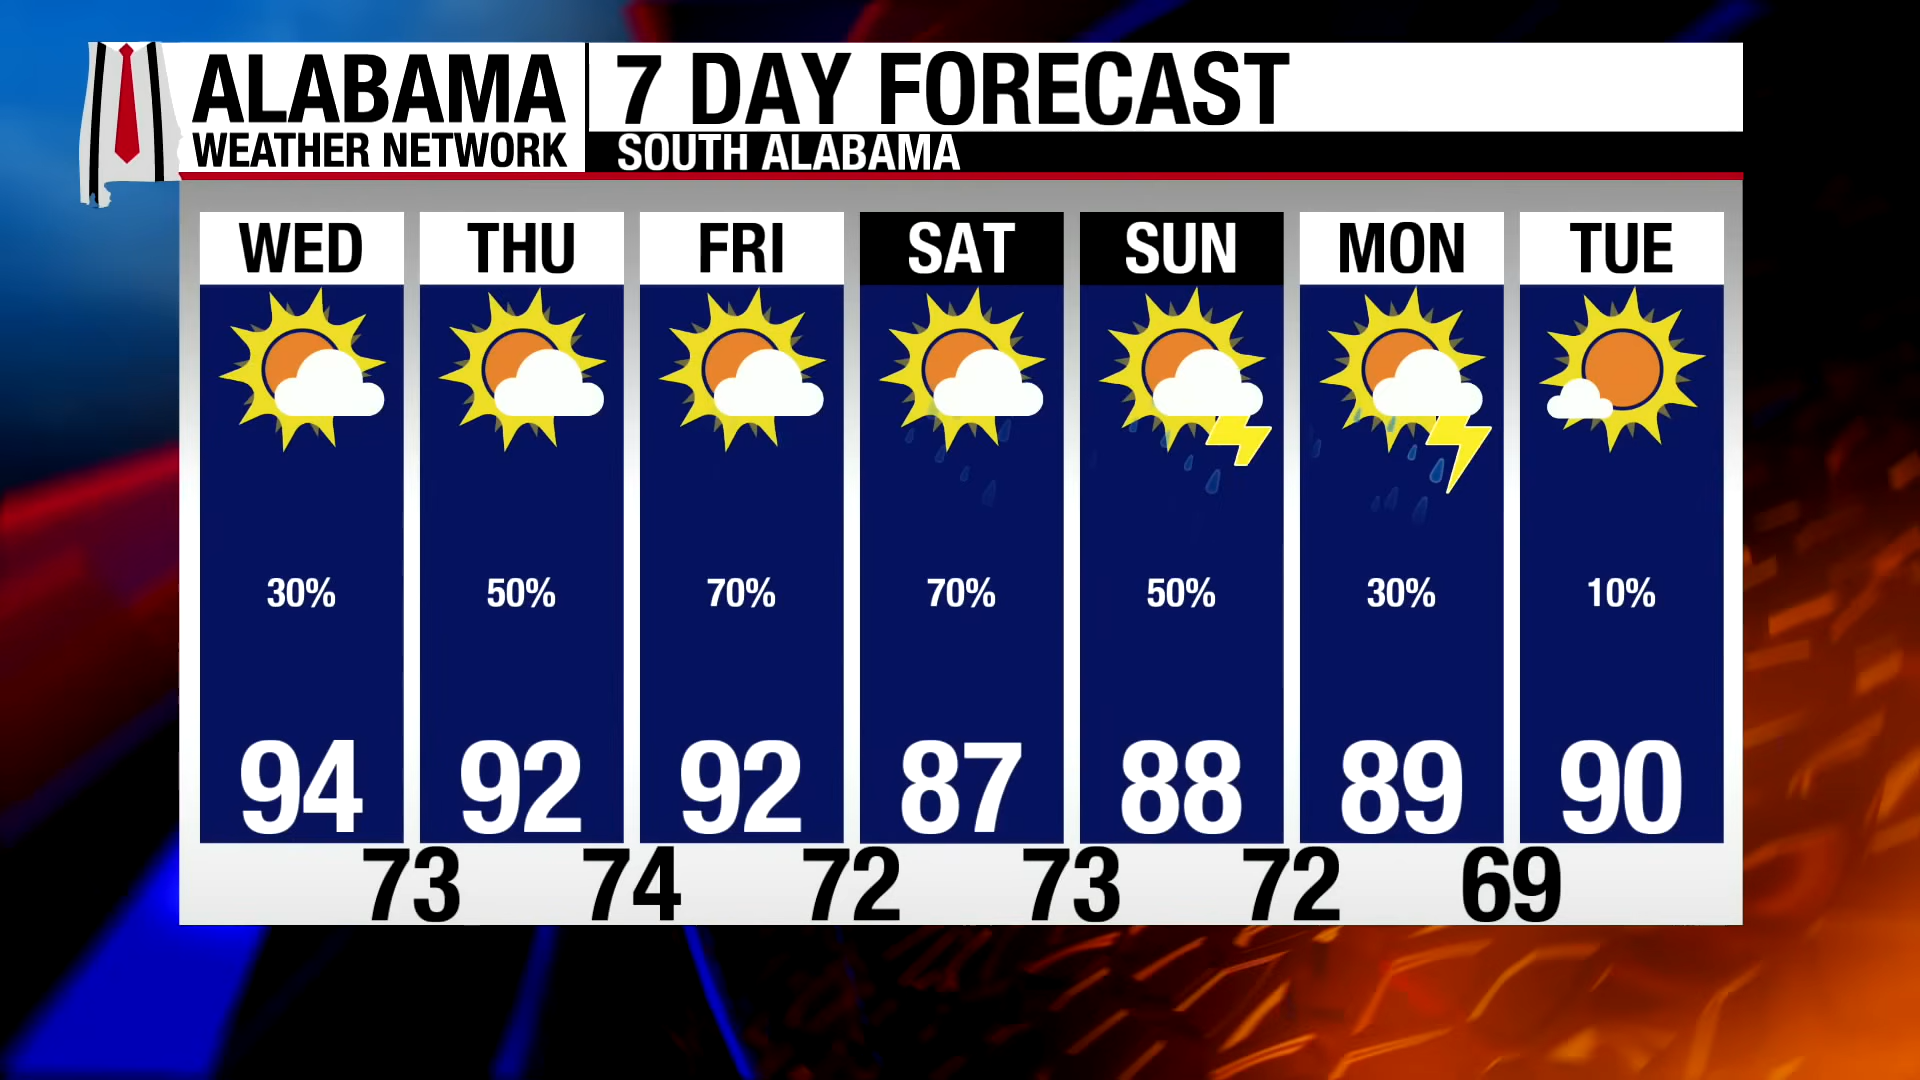 ALABAMA
WEATHER NETWORK
7 DAY FORECAST
SOUTH ALABAMA
WED THU FRI SAT SUN MON TUE
30% 50% 70% 70% 50% 30% 10%
94 92 92 87 88 89 90
73 74 72 73 72 69